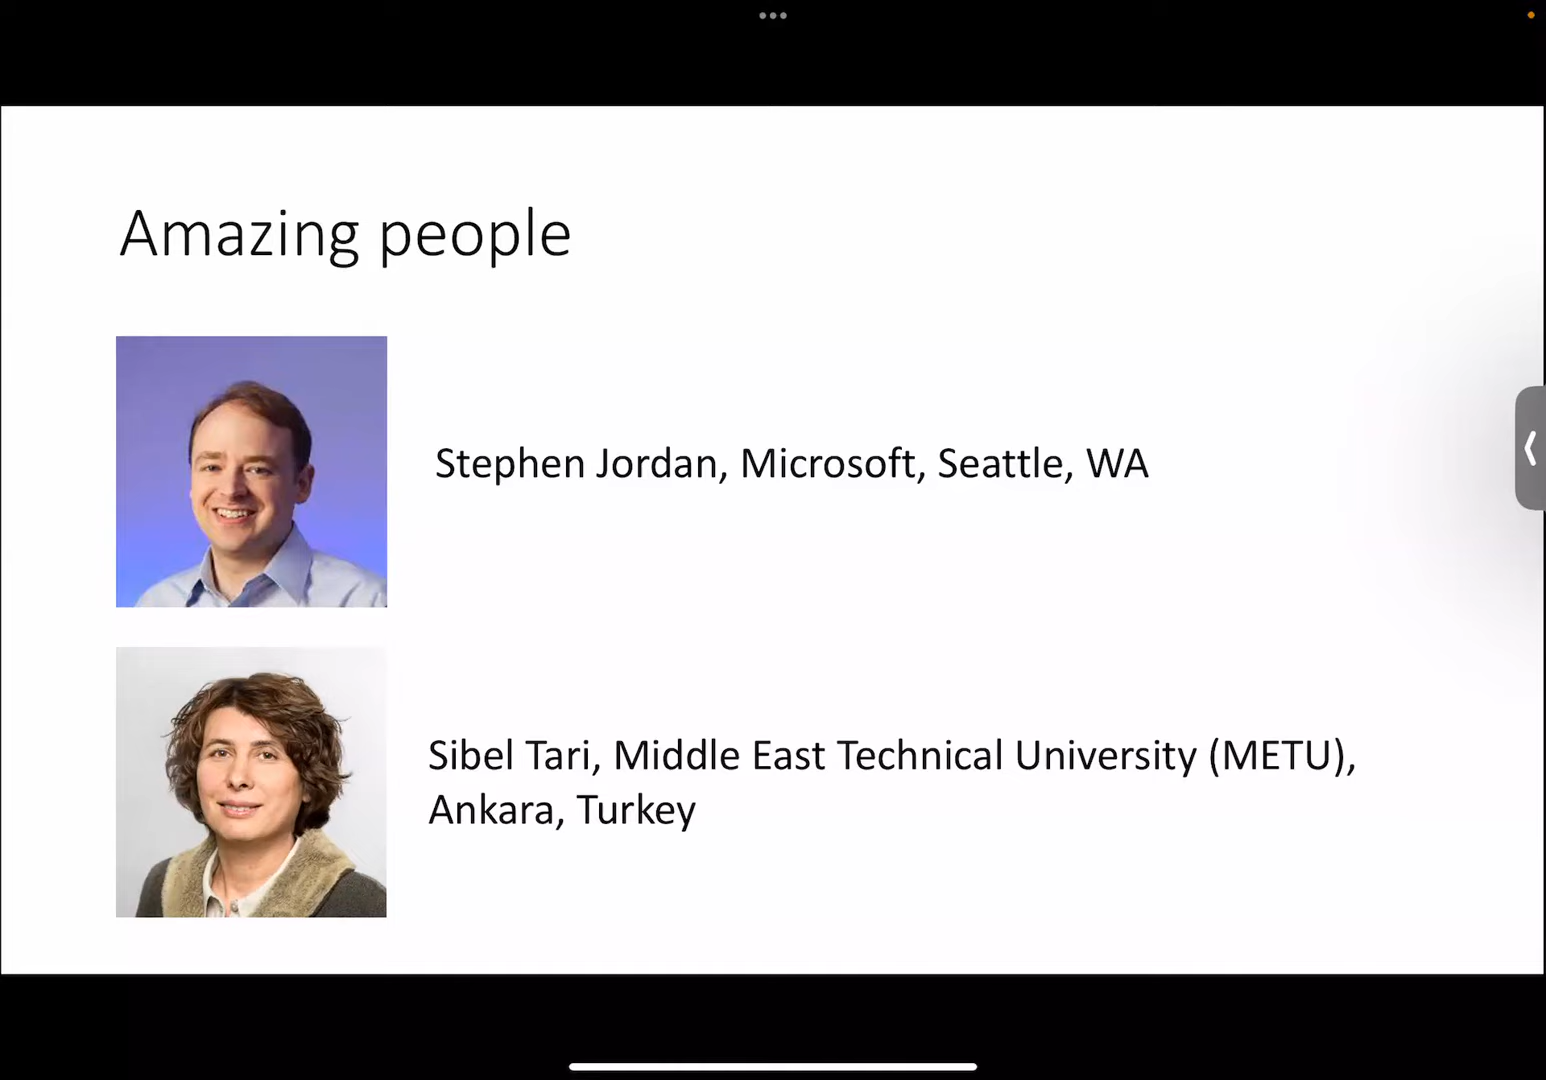 Amazing people
Stephen Jordan, Microsoft, Seattle, WA
Sibel Tari, Middle East Technical University (METU),
Ankara, Turkey